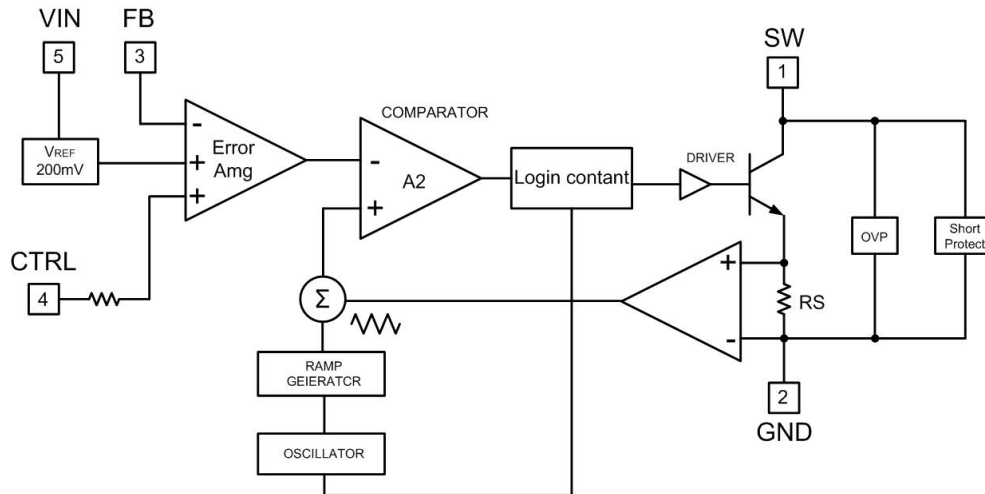 VIN
FB
SW
5
3
1
COMPARATOR
VREF
200mV
-
+
+
Error
Amg
-
+
A2
Login contant
DRIVER
OVP
Short
Protect
CTRL
4
Σ
+
-
RS
RAMP
GEIERATCR
2
GND
OSCILLATOR